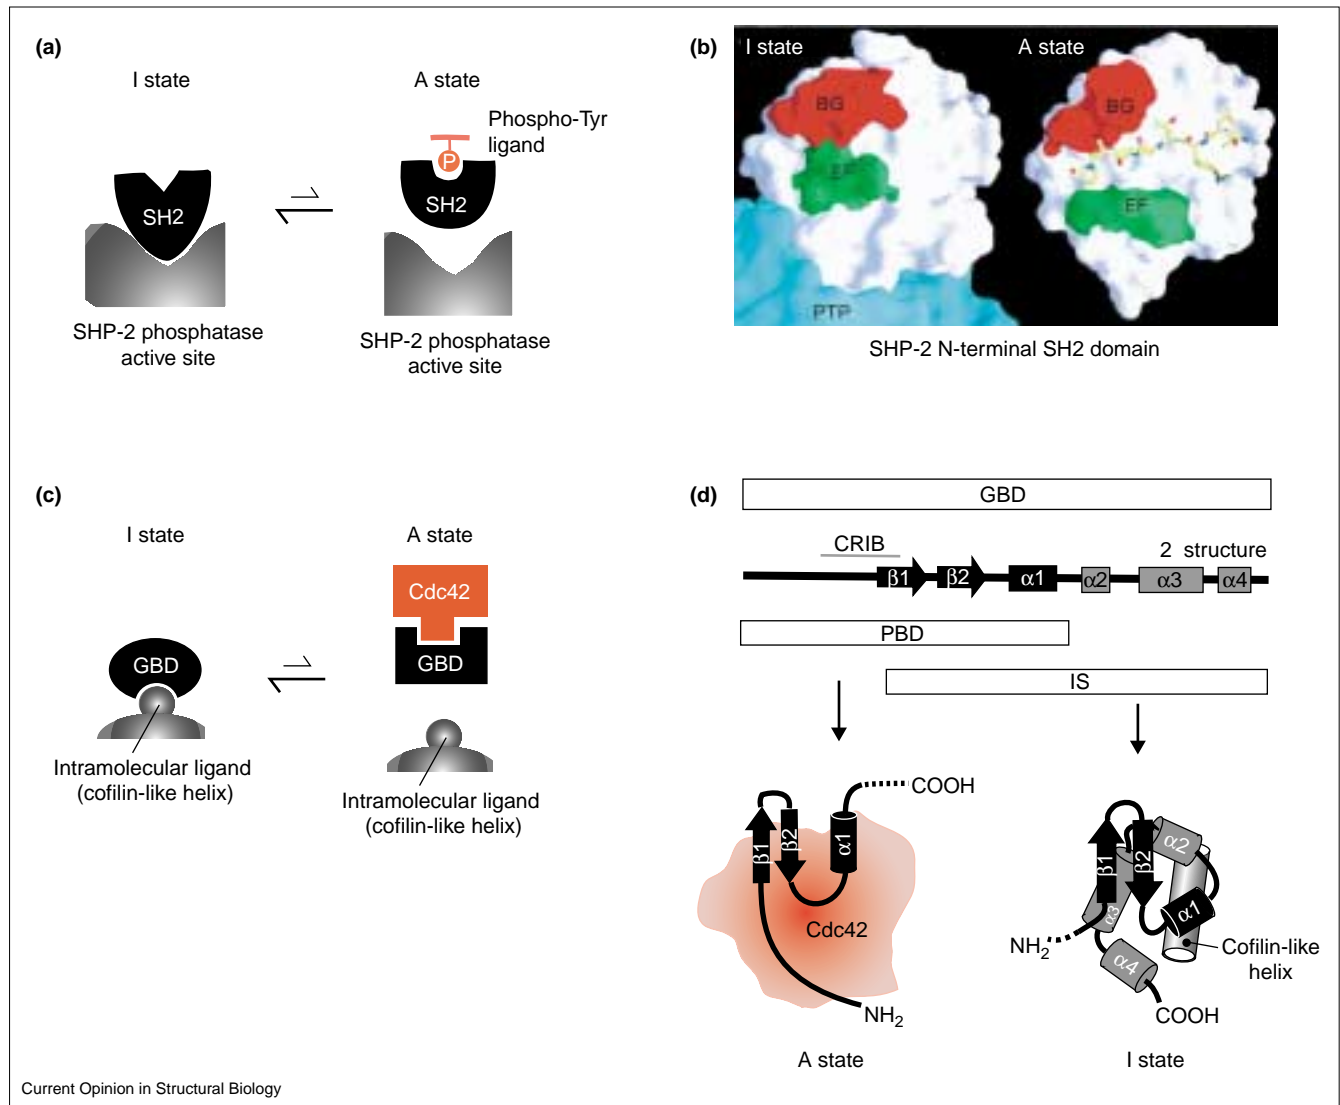 (a)
I state
A state
Phospho-Tyr
ligand
P
SH2
SH2
SHP-2 phosphatase
active site
SHP-2 phosphatase
active site
(b)
I state
A state
BG
EF
PTP
BG
EF
SHP-2 N-terminal SH2 domain
(c)
I state
A state
Cdc42
GBD
GBD
Intramolecular ligand
(cofilin-like helix)
Intramolecular ligand
(cofilin-like helix)
(d)
GBD
CRIB
2 structure
β1
β2
α1
α2
α3
α4
PBD
IS
COOH
β1
β2
α1
Cdc42
NH2
A state
β1
β2
α2
α3
α1
NH2
α4
Cofilin-like
helix
COOH
I state
Current Opinion in Structural Biology